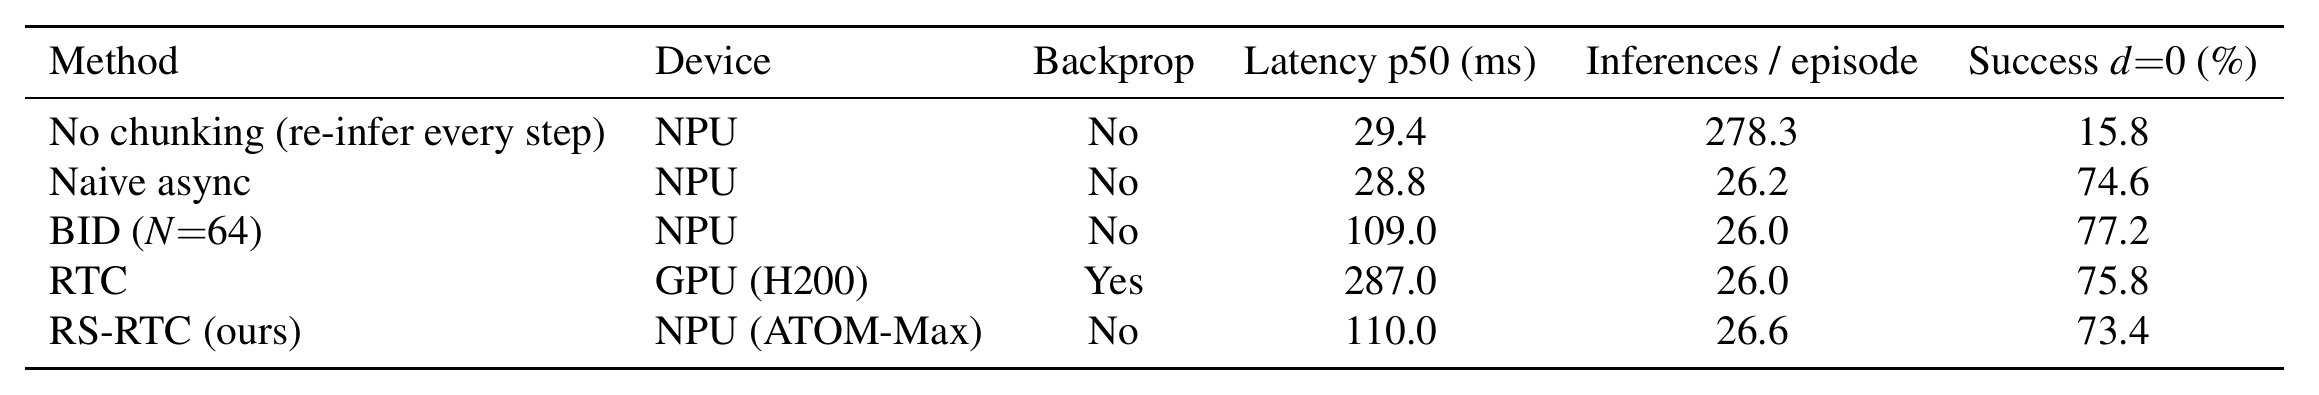 Method Device Backprop Latency p50 (ms) Inferences / episode Success d=0 (%)
No chunking (re-infer every step) NPU No 29.4 278.3 15.8
Naive async NPU No 28.8 26.2 74.6
BID (N=64) NPU No 109.0 26.0 77.2
RTC GPU (H200) Yes 287.0 26.0 75.8
RS-RTC (ours) NPU (ATOM-Max) No 110.0 26.6 73.4